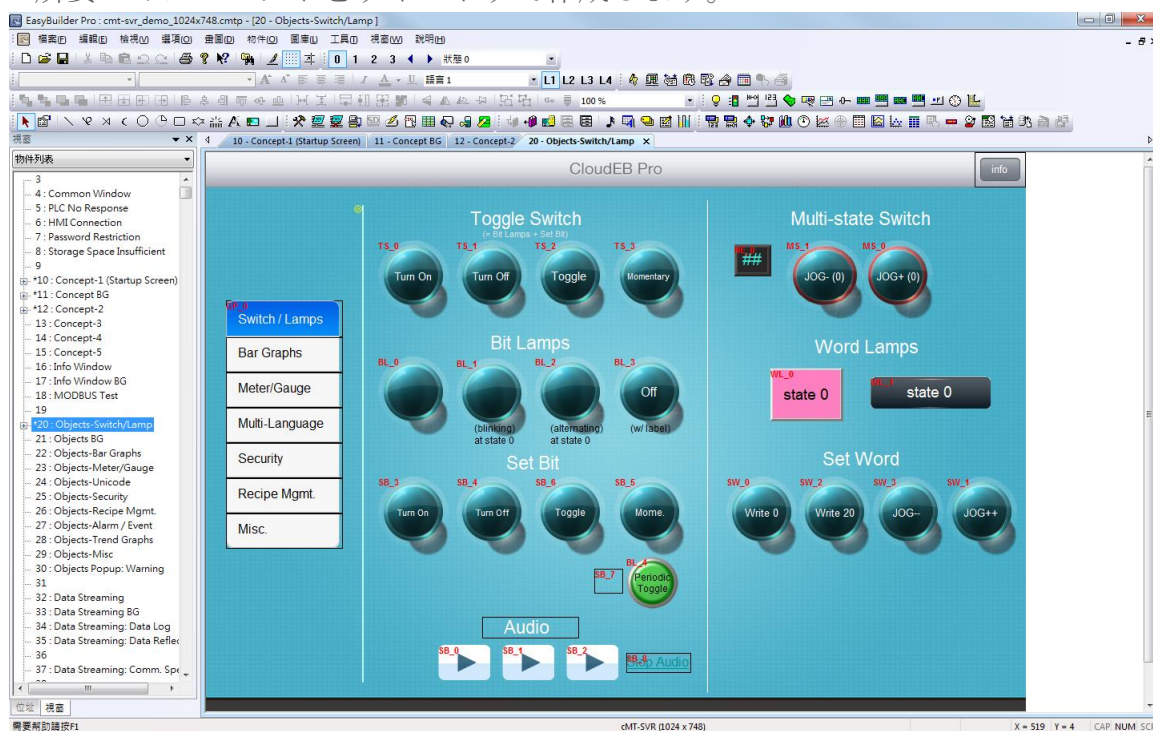 EasyBuilder Pro : cmt-svr_demo_1024x748.cmtp - [20 - Objects-Switch/Lamp ]
檔案(F) 編輯(E) 檢視(V) 選項(O) 畫圖(D) 物件(O) 圖庫(L) 工具(T) 視窗(W) 說明(H)
0 1 2 3 狀態 0
語言 1 L1 L2 L3 L4
100 %
視窗
10 - Concept-1 (Startup Screen) 11 - Concept BG 12 - Concept-2 20 - Objects-Switch/Lamp
物件列表
3
4 : Common Window
5 : PLC No Response
6 : HMI Connection
7 : Password Restriction
8 : Storage Space Insufficient
9
*10 : Concept-1 (Startup Screen)
*11 : Concept BG
*12 : Concept-2
13 : Concept-3
14 : Concept-4
15 : Concept-5
16 : Info Window
17 : Info Window BG
18 : MODBUS Test
19
*20 : Objects-Switch/Lamp
21 : Objects BG
22 : Objects-Bar Graphs
23 : Objects-Meter/Gauge
24 : Objects-Unicode
25 : Objects-Security
26 : Objects-Recipe Mgmt.
27 : Objects-Alarm / Event
28 : Objects-Trend Graphs
29 : Objects-Misc
30 : Objects Popup: Warning
31
32 : Data Streaming
33 : Data Streaming BG
34 : Data Streaming: Data Log
35 : Data Streaming: Data Reflec
36
37 : Data Streaming: Comm. Spe
位址 視窗
CloudEB Pro
info
Switch / Lamps
Bar Graphs
Meter/Gauge
Multi-Language
Security
Recipe Mgmt.
Misc.
Toggle Switch
(= Bit Lamps + Set Bit)
TS_0 TS_1 TS_2 TS_3
Turn On Turn Off Toggle Momentary
Bit Lamps
BL_0 BL_1 BL_2 BL_3
Off
(blinking) (alternating) (w/ label)
at state 0 at state 0
Set Bit
SB_3 SB_4 SB_6 SB_5
Turn On Turn Off Toggle Mome.
SB_7 BL_4
Periodic
Toggle
Audio
SB_0 SB_1 SB_2
Stop Audio
Multi-state Switch
MS_1 MS_0
## JOG- (0) JOG+ (0)
Word Lamps
WL_0
state 0 state 0
Set Word
SW_0 SW_2 SW_3 SW_1
Write 0 Write 20 JOG-- JOG++
需要幫助請按F1 cMT-SVR (1024 x 748) X = 519 Y = 4 CAP NUM SCR